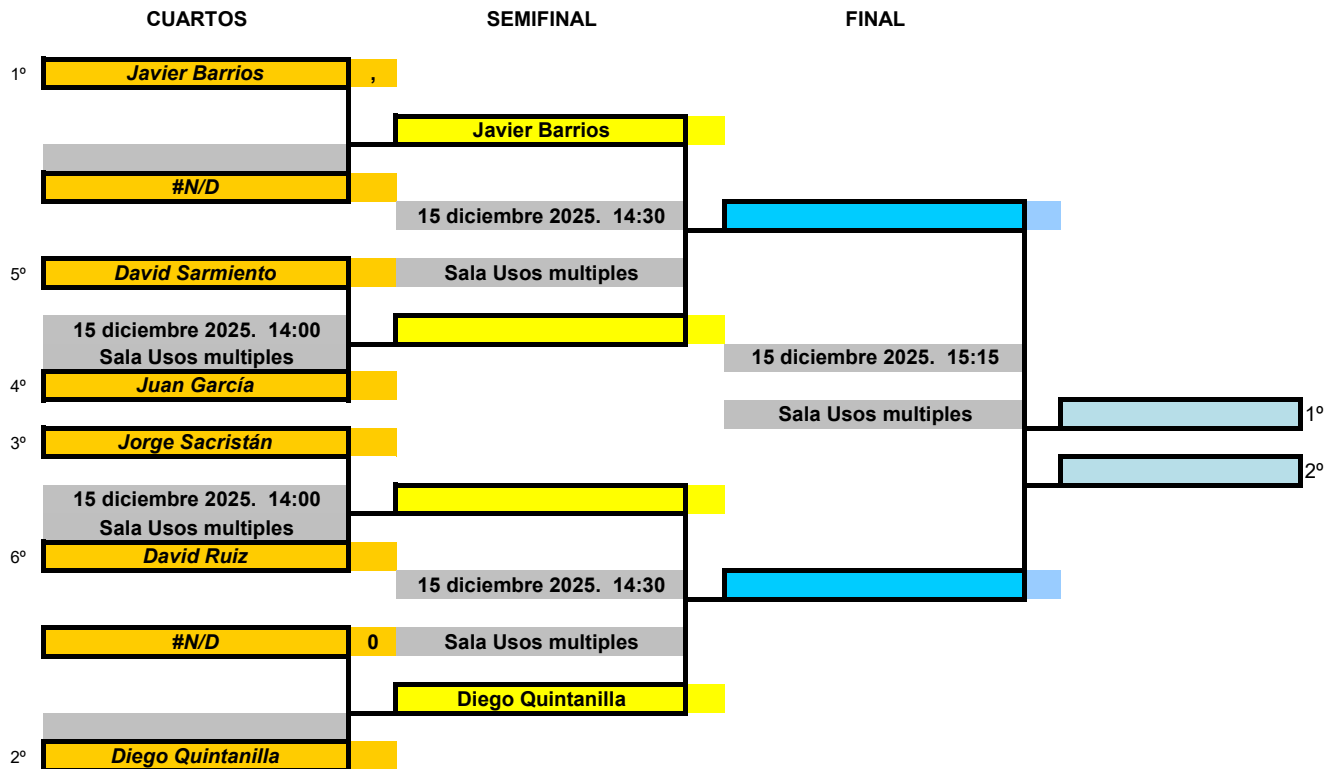 CUARTOS SEMIFINAL FINAL
1º Javier Barrios ,
Javier Barrios
#N/D
15 diciembre 2025. 14:30
5º David Sarmiento Sala Usos multiples
15 diciembre 2025. 14:00
Sala Usos multiples 15 diciembre 2025. 15:15
4º Juan García
Sala Usos multiples 1º
3º Jorge Sacristán
2º
15 diciembre 2025. 14:00
Sala Usos multiples
6º David Ruiz
15 diciembre 2025. 14:30
#N/D 0 Sala Usos multiples
Diego Quintanilla
2º Diego Quintanilla